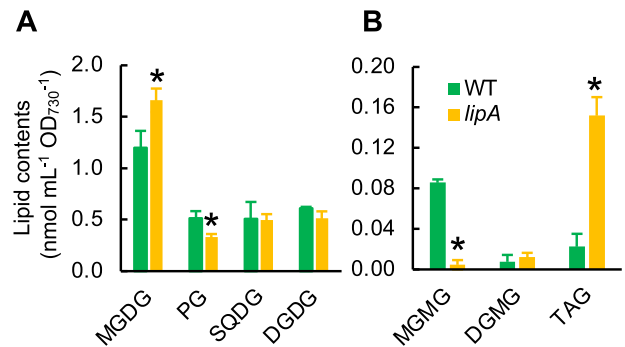 A
B
Lipid contents
(nmol mL⁻¹ OD₇₃₀⁻¹)
2.0
1.5
1.0
0.5
0.0
*
*
MGDG
PG
SQDG
DGDG
0.20
0.16
0.12
0.08
0.04
0.00
WT
lipA
*
*
MGMG
DGMG
TAG